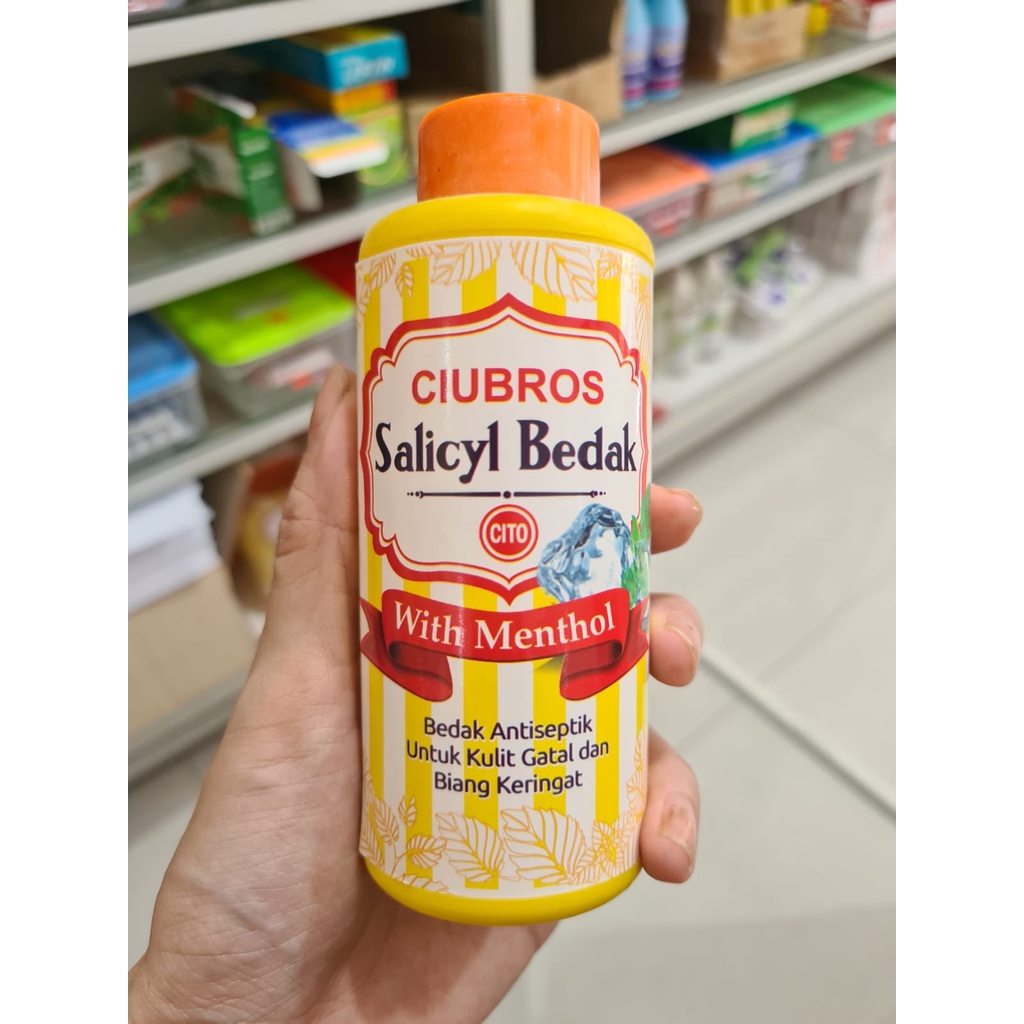 CIUBROS
Salicyl Bedak
CITO
With Menthol
Bedak Antiseptik
Untuk Kulit Gatal dan
Biang Keringat